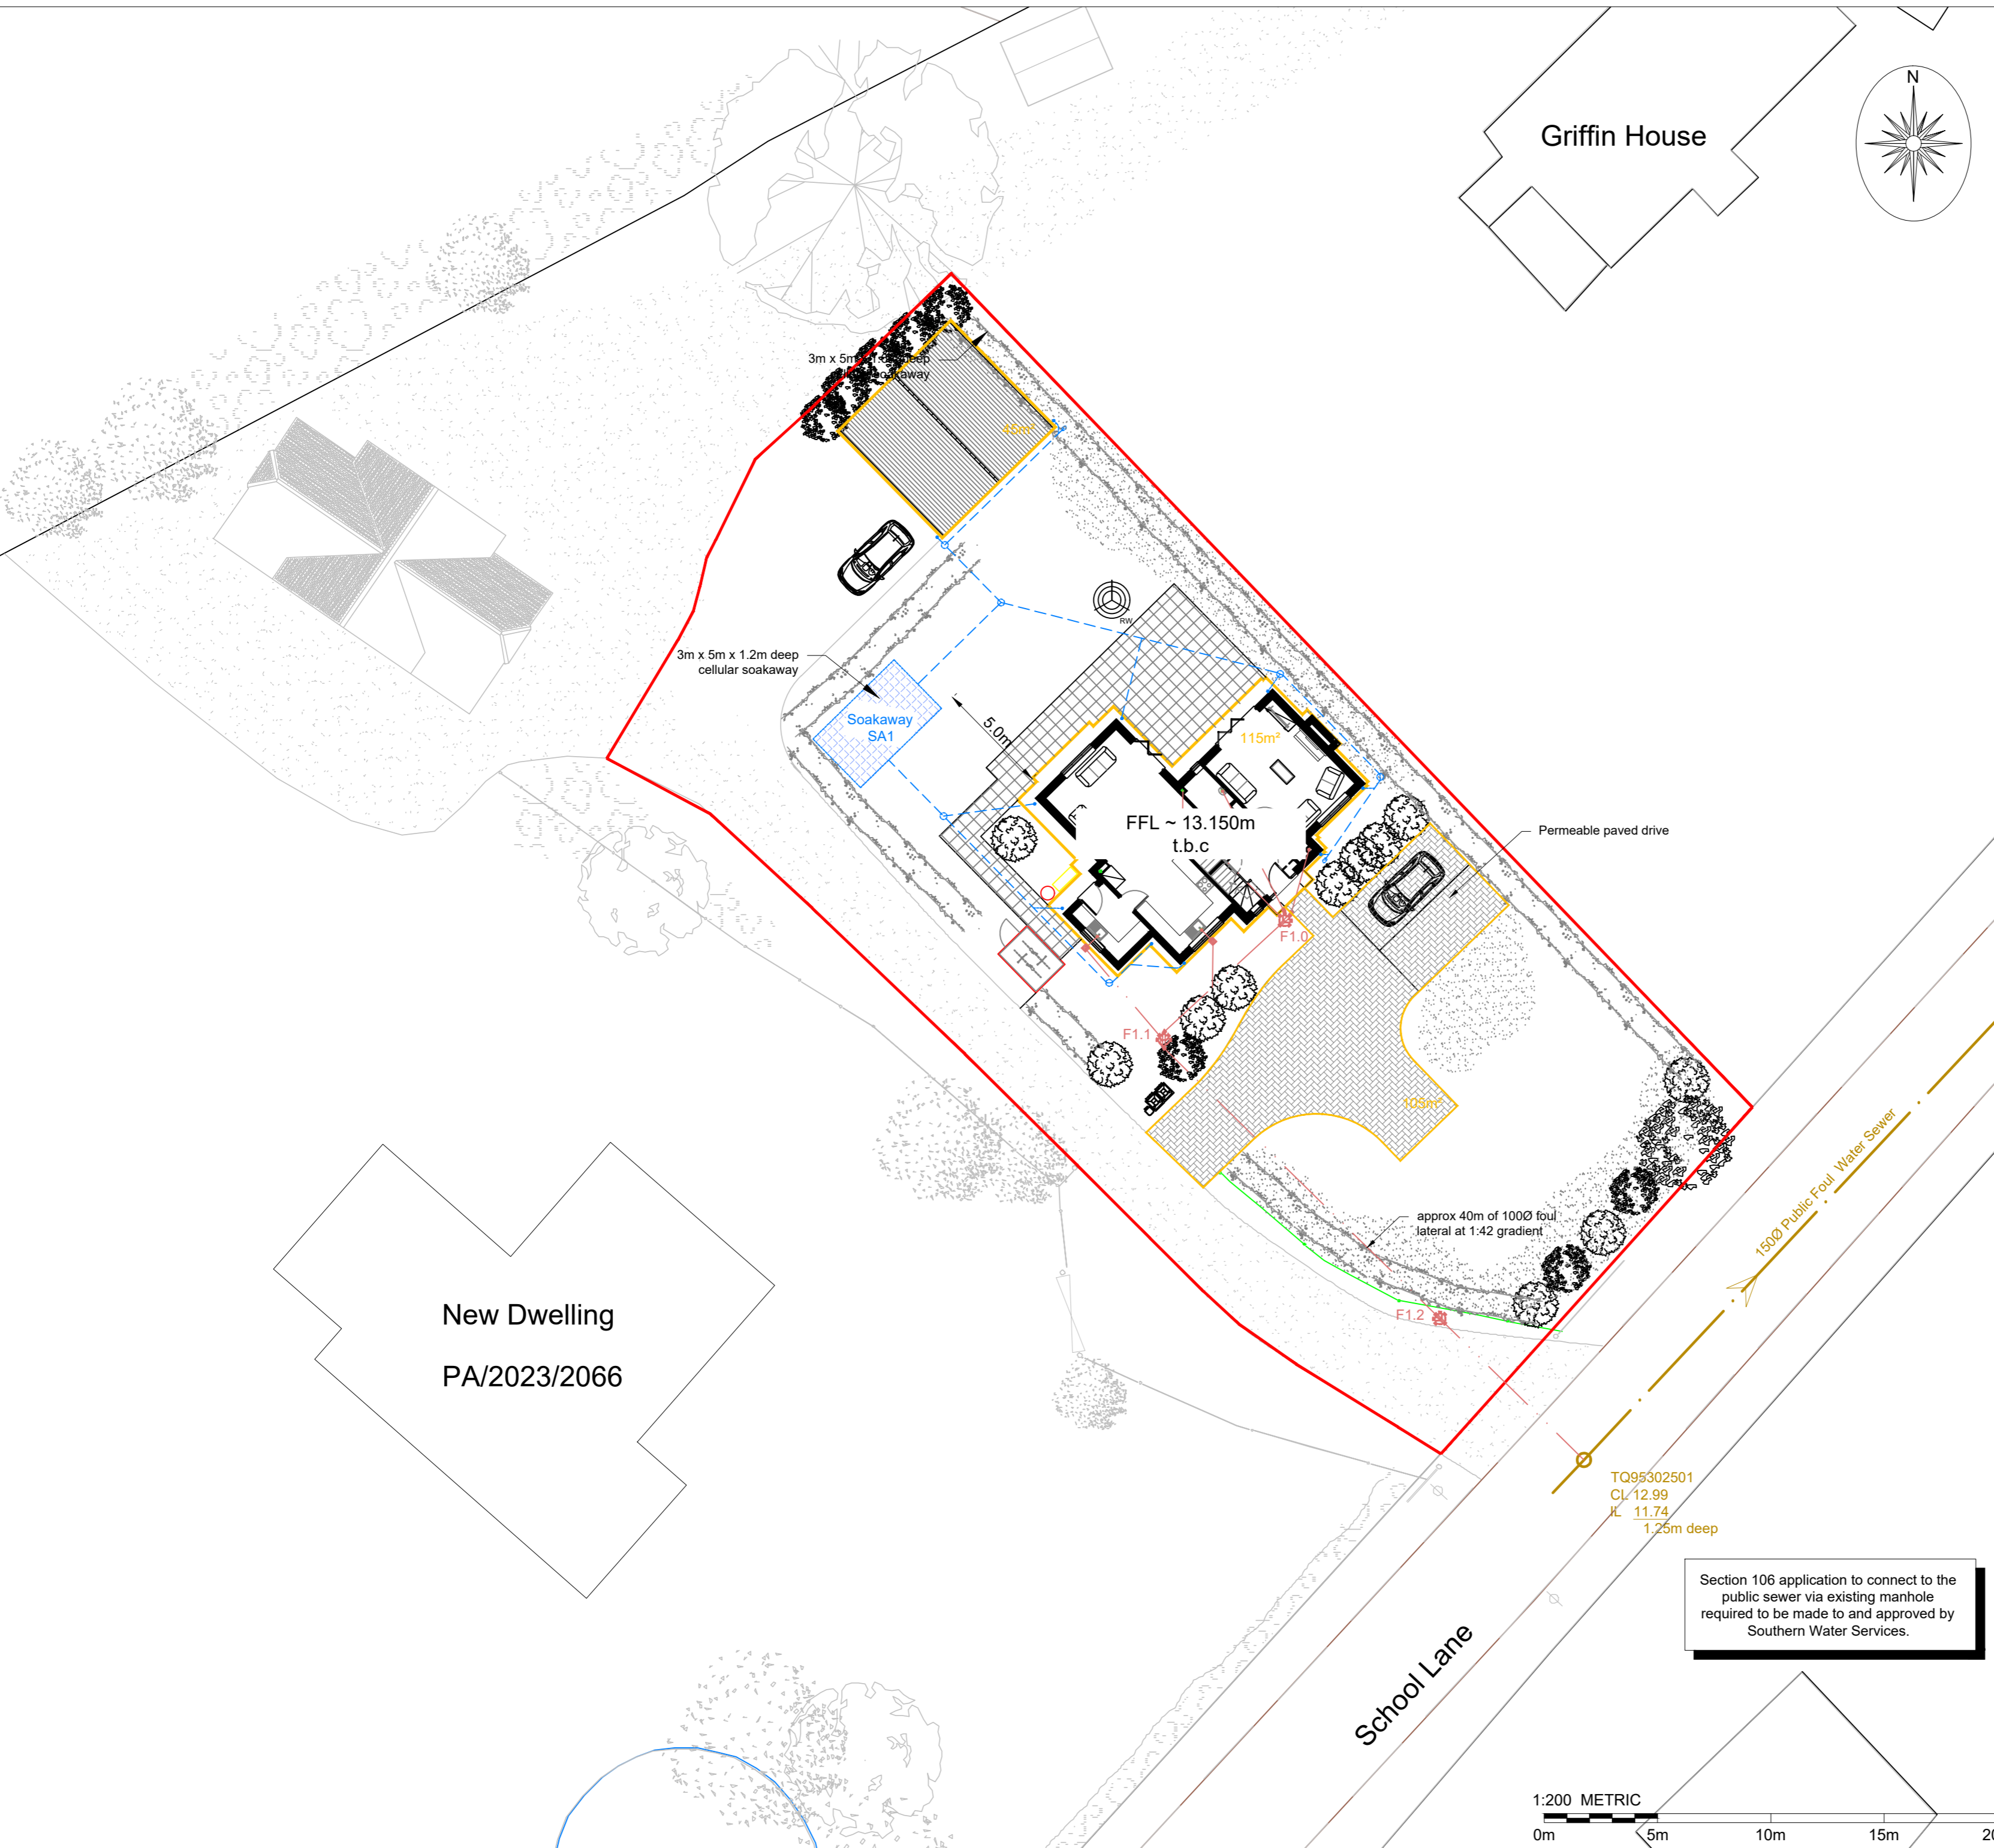 N
Griffin House
3m x 5m deep
soakaway
45m²
RW
3m x 5m x 1.2m deep
cellular soakaway
Soakaway
SA1
5.0m
115m²
FFL ~ 13.150m
t.b.c
Permeable paved drive
F1.0
F1.1
105m²
150Ø Public Foul Water Sewer
approx 40m of 100Ø foul
lateral at 1:42 gradient
F1.2
New Dwelling
PA/2023/2066
TQ95302501
CL 12.99
IL 11.74
1.25m deep
Section 106 application to connect to the
public sewer via existing manhole
required to be made to and approved by
Southern Water Services.
School Lane
1:200 METRIC
0m 5m 10m 15m 20